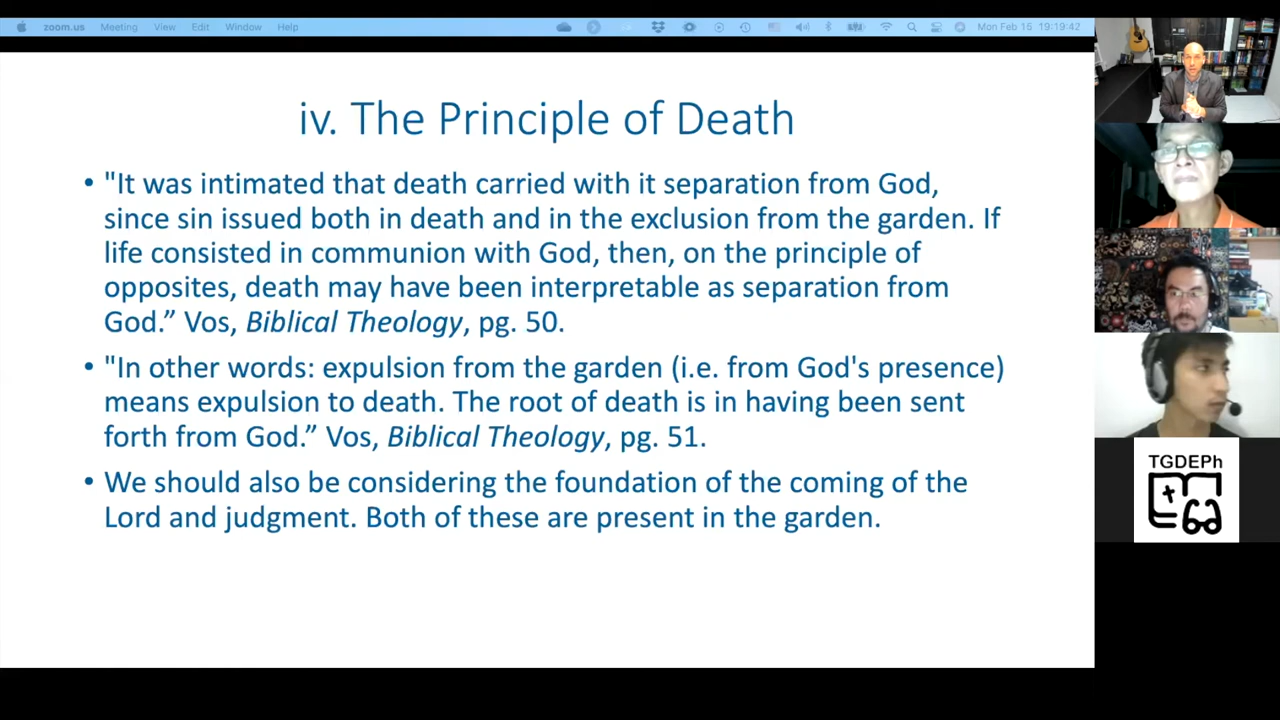 zoom.us Meeting View Edit Window Help Mon Feb 15 19:19:42
iv. The Principle of Death
• "It was intimated that death carried with it separation from God,
since sin issued both in death and in the exclusion from the garden. If
life consisted in communion with God, then, on the principle of
opposites, death may have been interpretable as separation from
God.” Vos, Biblical Theology, pg. 50.
• "In other words: expulsion from the garden (i.e. from God's presence)
means expulsion to death. The root of death is in having been sent
forth from God.” Vos, Biblical Theology, pg. 51.
• We should also be considering the foundation of the coming of the
Lord and judgment. Both of these are present in the garden.
TGDEPh